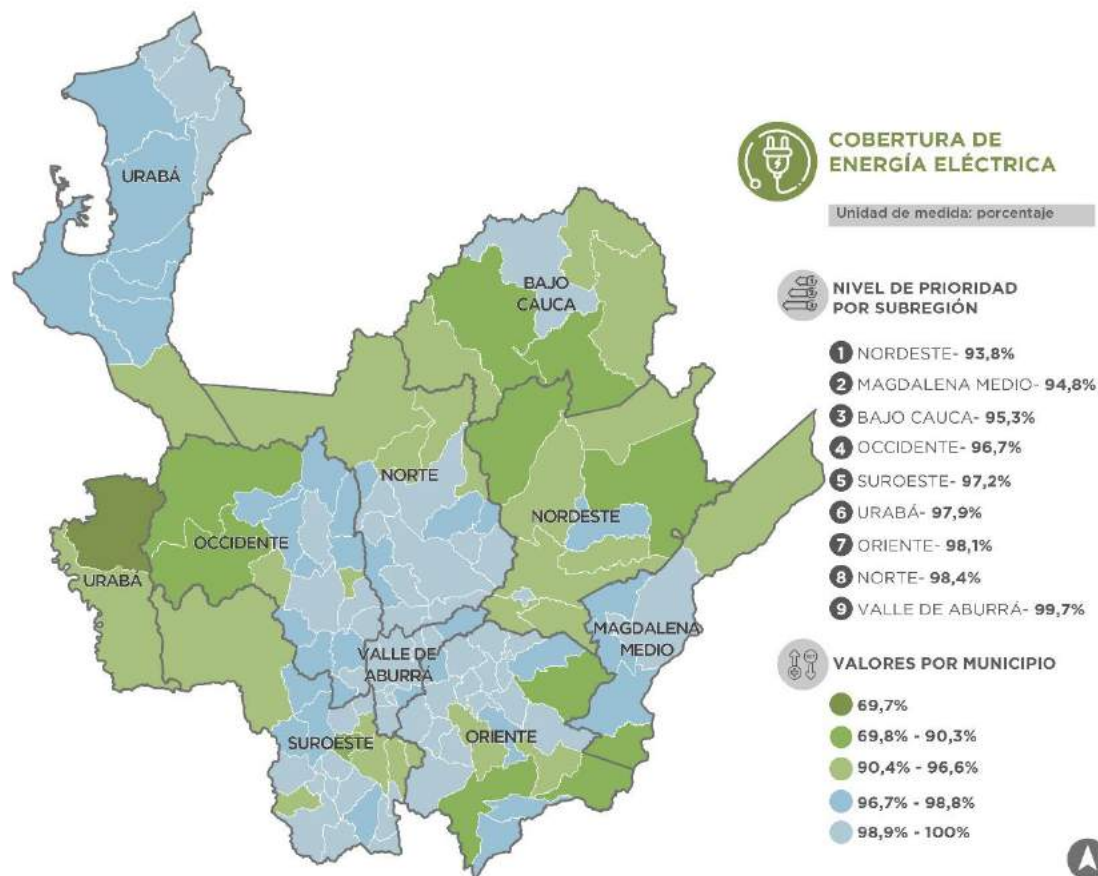 COBERTURA DE
ENERGÍA ELÉCTRICA
Unidad de medida: porcentaje
NIVEL DE PRIORIDAD
POR SUBREGIÓN
1 NORDESTE- 93,8%
2 MAGDALENA MEDIO- 94,8%
3 BAJO CAUCA- 95,3%
4 OCCIDENTE- 96,7%
5 SUROESTE- 97,2%
6 URABÁ- 97,9%
7 ORIENTE- 98,1%
8 NORTE- 98,4%
9 VALLE DE ABURRÁ- 99,7%
VALORES POR MUNICIPIO
69,7%
69,8% - 90,3%
90,4% - 96,6%
96,7% - 98,8%
98,9% - 100%
URABÁ
BAJO
CAUCA
NORTE
NORDESTE
OCCIDENTE
URABÁ
MAGDALENA
MEDIO
VALLE DE
ABURRÁ
SUROESTE
ORIENTE